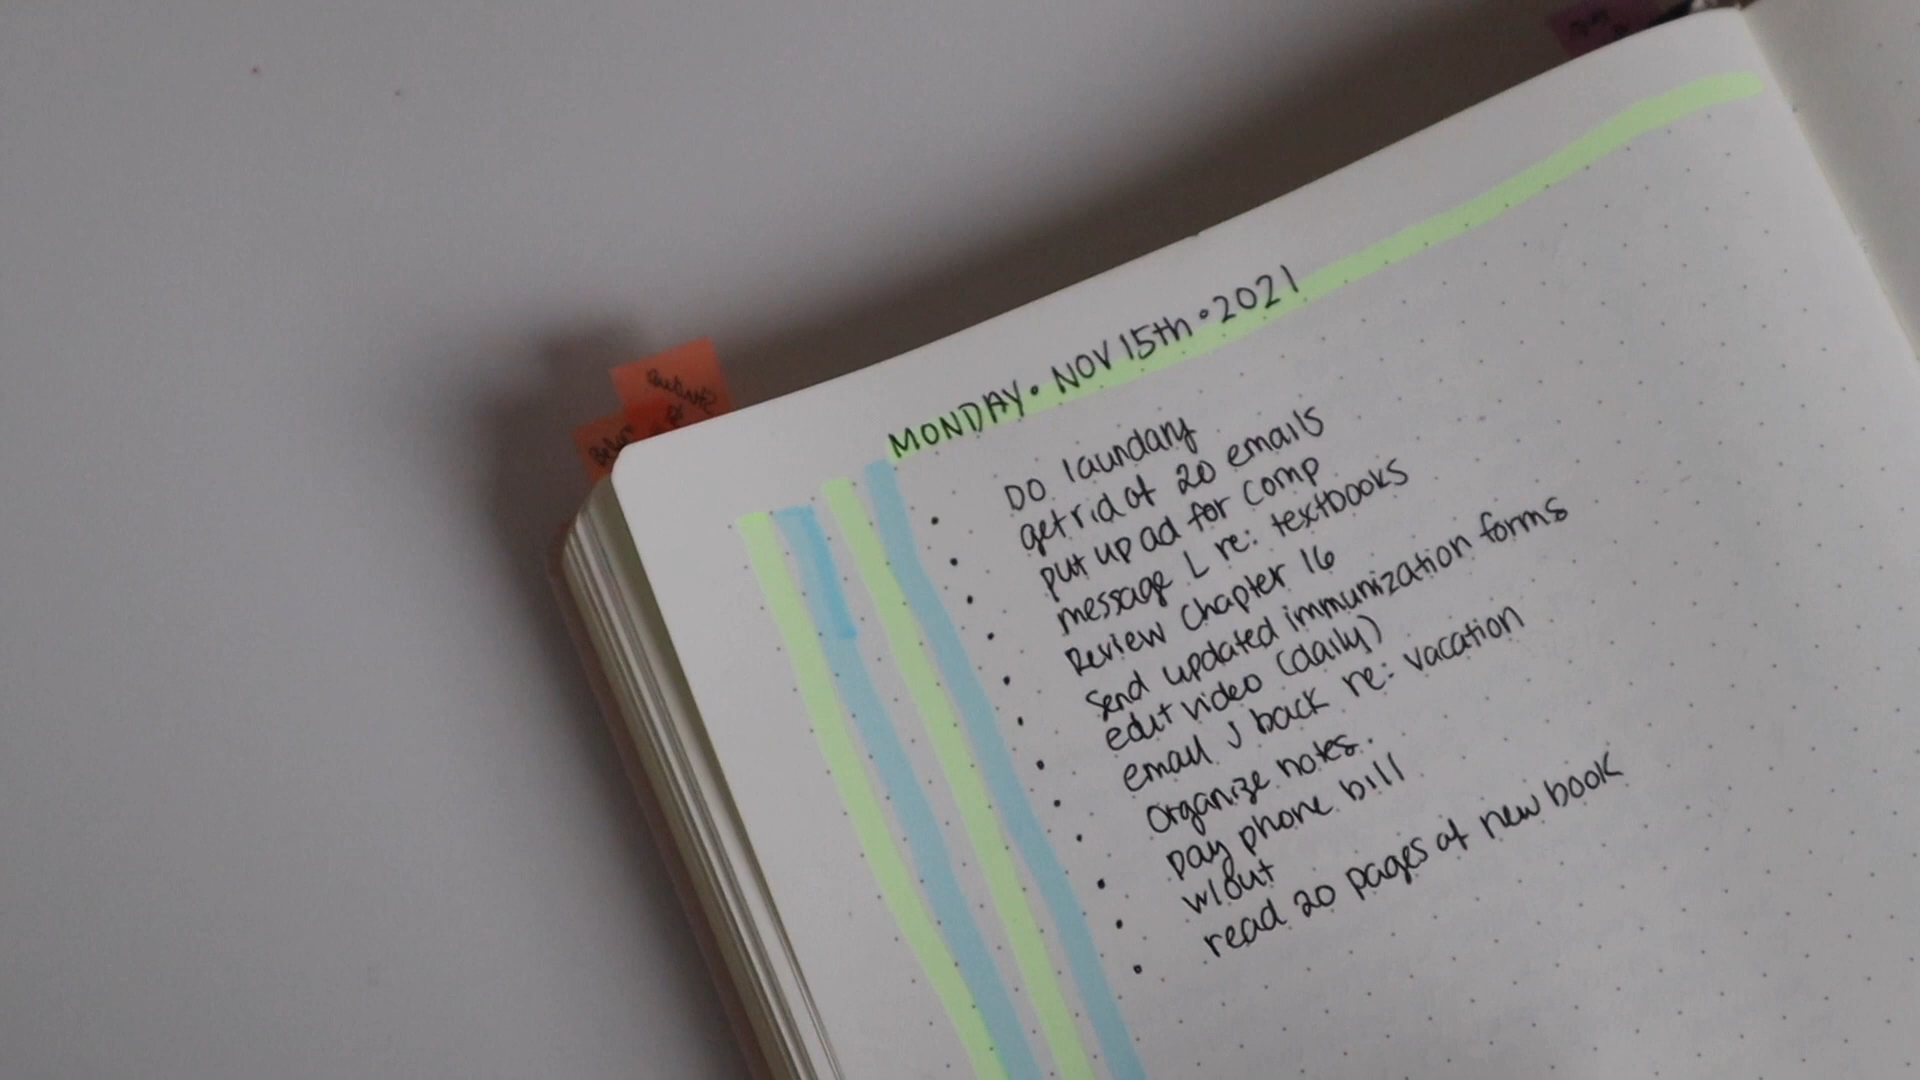 MONDAY • NOV 15th • 2021
• Do laundary
• get rid of 20 emails
• put up ad for comp
• message L re: textbooks
• Review Chapter 16
• Send updated immunization forms
• edit video (daily)
• email J back re: vacation
• Organize notes.
• pay phone bill
• w/out
• read 20 pages of new book